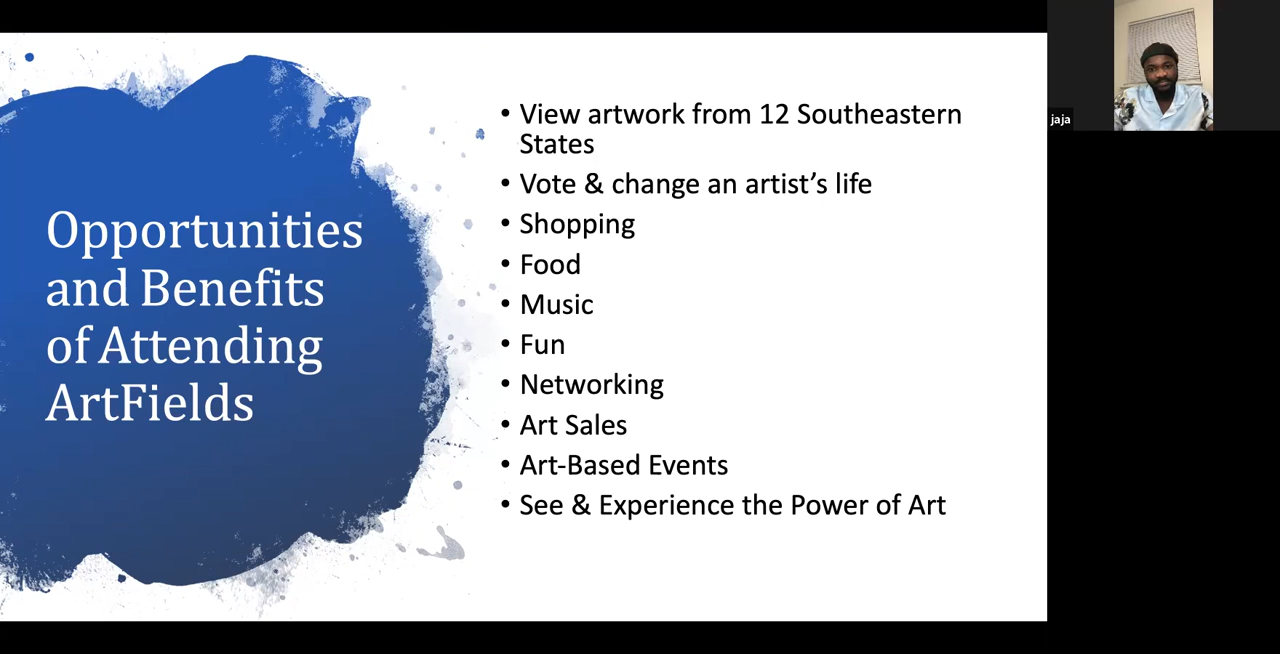 Opportunities
and Benefits
of Attending
ArtFields
• View artwork from 12 Southeastern
States
• Vote & change an artist’s life
• Shopping
• Food
• Music
• Fun
• Networking
• Art Sales
• Art-Based Events
• See & Experience the Power of Art
jaja